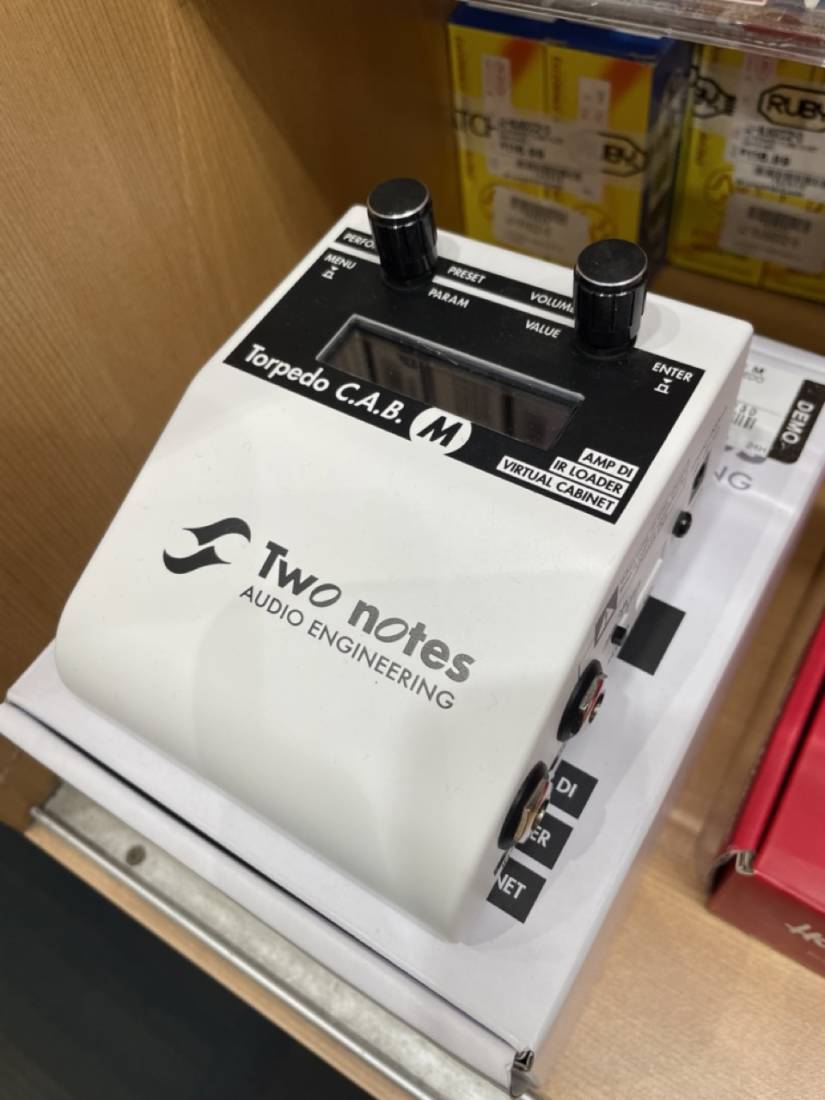 RUBY
PERFO
PRESET
VOLUME
MENU
PARAM
VALUE
ENTER
Torpedo C.A.B. M
AMP DI
IR LOADER
VIRTUAL CABINET
DEMO
NG
Two notes
AUDIO ENGINEERING
DI
ER
NET